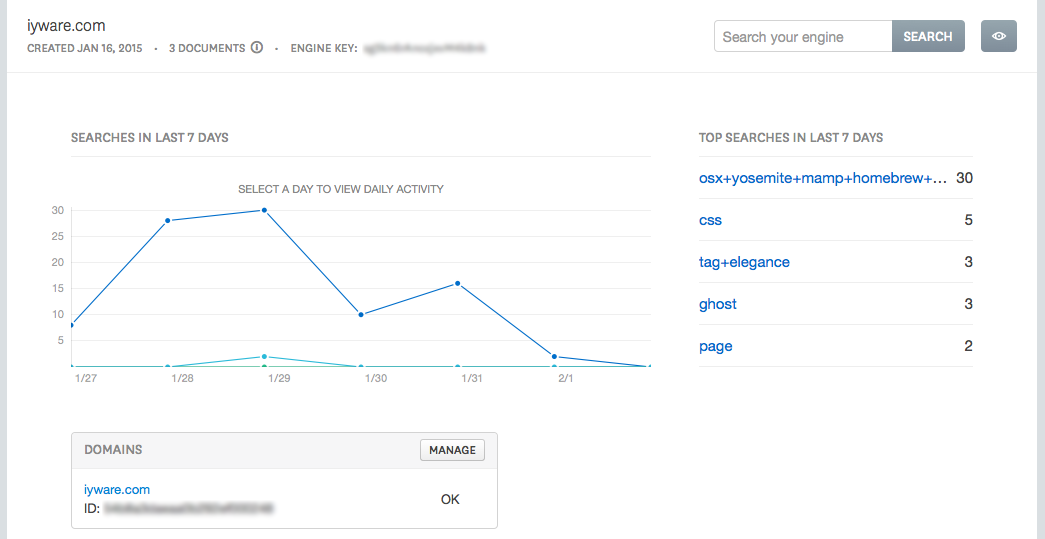 iyware.com
CREATED JAN 16, 2015 · 3 DOCUMENTS · ENGINE KEY:
Search your engine SEARCH
SEARCHES IN LAST 7 DAYS
SELECT A DAY TO VIEW DAILY ACTIVITY
30
25
20
15
10
5
1/27 1/28 1/29 1/30 1/31 2/1
TOP SEARCHES IN LAST 7 DAYS
osx+yosemite+mamp+homebrew+... 30
css 5
tag+elegance 3
ghost 3
page 2
DOMAINS MANAGE
iyware.com OK
ID: